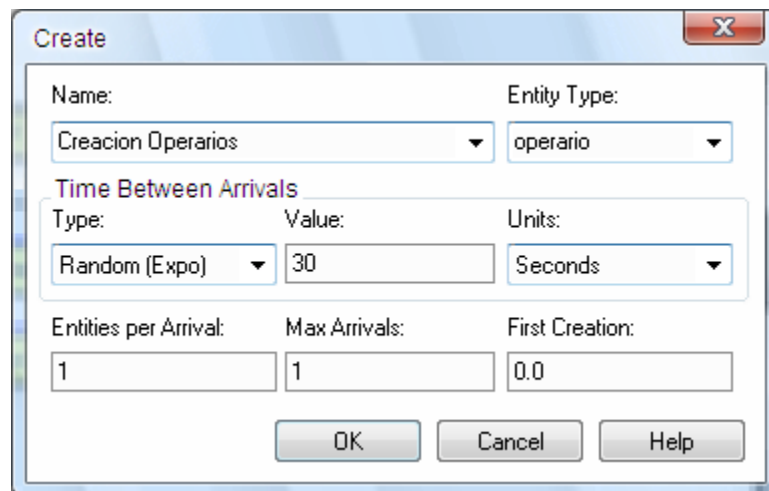 Create
Name: Entity Type:
Creacion Operarios operario
Time Between Arrivals
Type: Value: Units:
Random (Expo) 30 Seconds
Entities per Arrival: Max Arrivals: First Creation:
1 1 0.0
OK Cancel Help